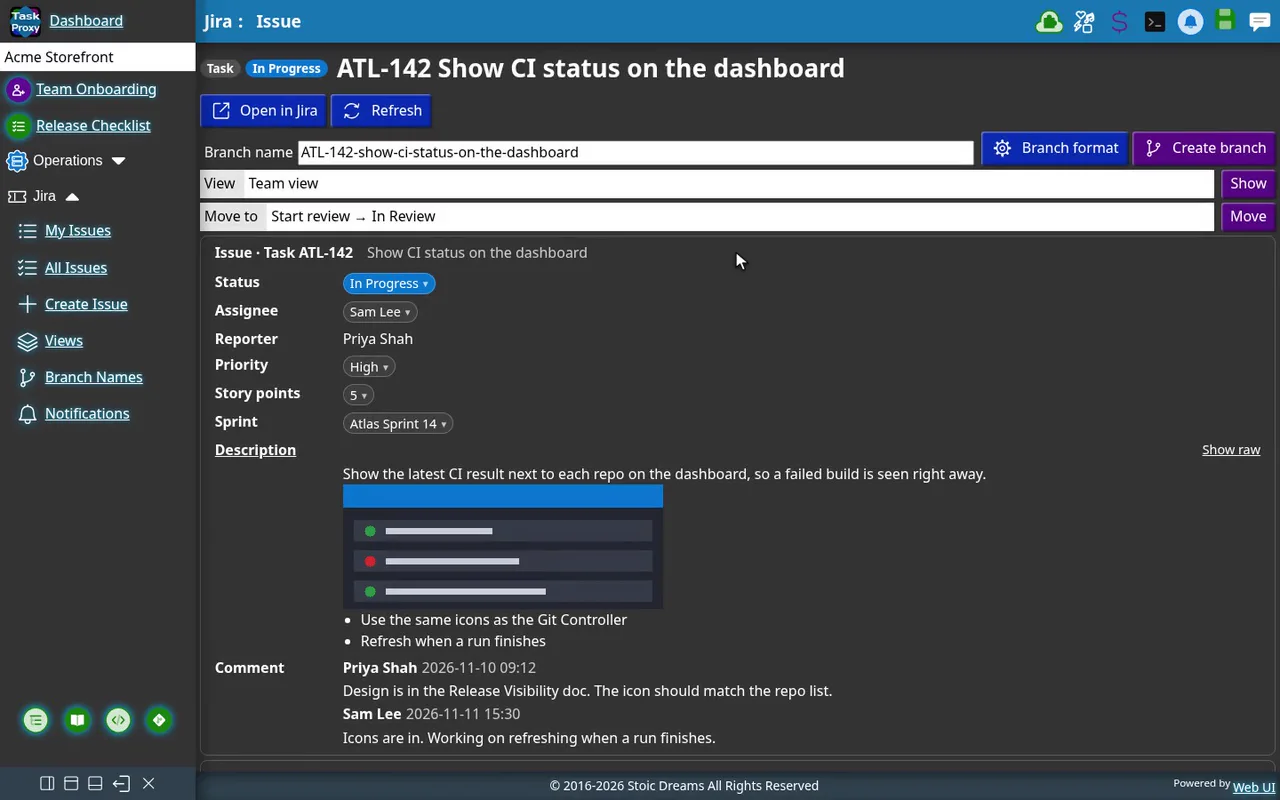 Task Proxy
Dashboard
Jira : Issue
Acme Storefront
Team Onboarding
Release Checklist
Operations
Jira
My Issues
All Issues
Create Issue
Views
Branch Names
Notifications
Task In Progress ATL-142 Show CI status on the dashboard
Open in Jira Refresh
Branch name ATL-142-show-ci-status-on-the-dashboard Branch format Create branch
View Team view Show
Move to Start review → In Review Move
Issue · Task ATL-142 Show CI status on the dashboard
Status In Progress ▾
Assignee Sam Lee ▾
Reporter Priya Shah
Priority High ▾
Story points 5 ▾
Sprint Atlas Sprint 14 ▾
Description Show raw
Show the latest CI result next to each repo on the dashboard, so a failed build is seen right away.
• Use the same icons as the Git Controller
• Refresh when a run finishes
Comment Priya Shah 2026-11-10 09:12
Design is in the Release Visibility doc. The icon should match the repo list.
Sam Lee 2026-11-11 15:30
Icons are in. Working on refreshing when a run finishes.
© 2016-2026 Stoic Dreams All Rights Reserved
Powered by Web UI